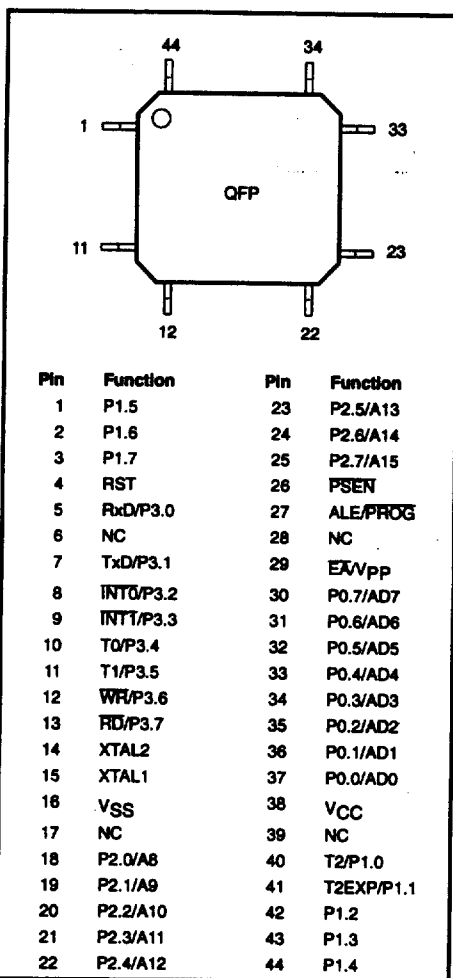 44 34
1 33
QFP
11 23
12 22
Pin Function Pin Function
1 P1.5 23 P2.5/A13
2 P1.6 24 P2.6/A14
3 P1.7 25 P2.7/A15
4 RST 26 P̅S̅E̅N̅
5 RxD/P3.0 27 ALE/P̅R̅O̅G̅
6 NC 28 NC
7 TxD/P3.1 29 E̅A̅/VPP
8 I̅N̅T̅0̅/P3.2 30 P0.7/AD7
9 I̅N̅T̅1̅/P3.3 31 P0.6/AD6
10 T0/P3.4 32 P0.5/AD5
11 T1/P3.5 33 P0.4/AD4
12 W̅R̅/P3.6 34 P0.3/AD3
13 R̅D̅/P3.7 35 P0.2/AD2
14 XTAL2 36 P0.1/AD1
15 XTAL1 37 P0.0/AD0
16 VSS 38 VCC
17 NC 39 NC
18 P2.0/A8 40 T2/P1.0
19 P2.1/A9 41 T2EXP/P1.1
20 P2.2/A10 42 P1.2
21 P2.3/A11 43 P1.3
22 P2.4/A12 44 P1.4